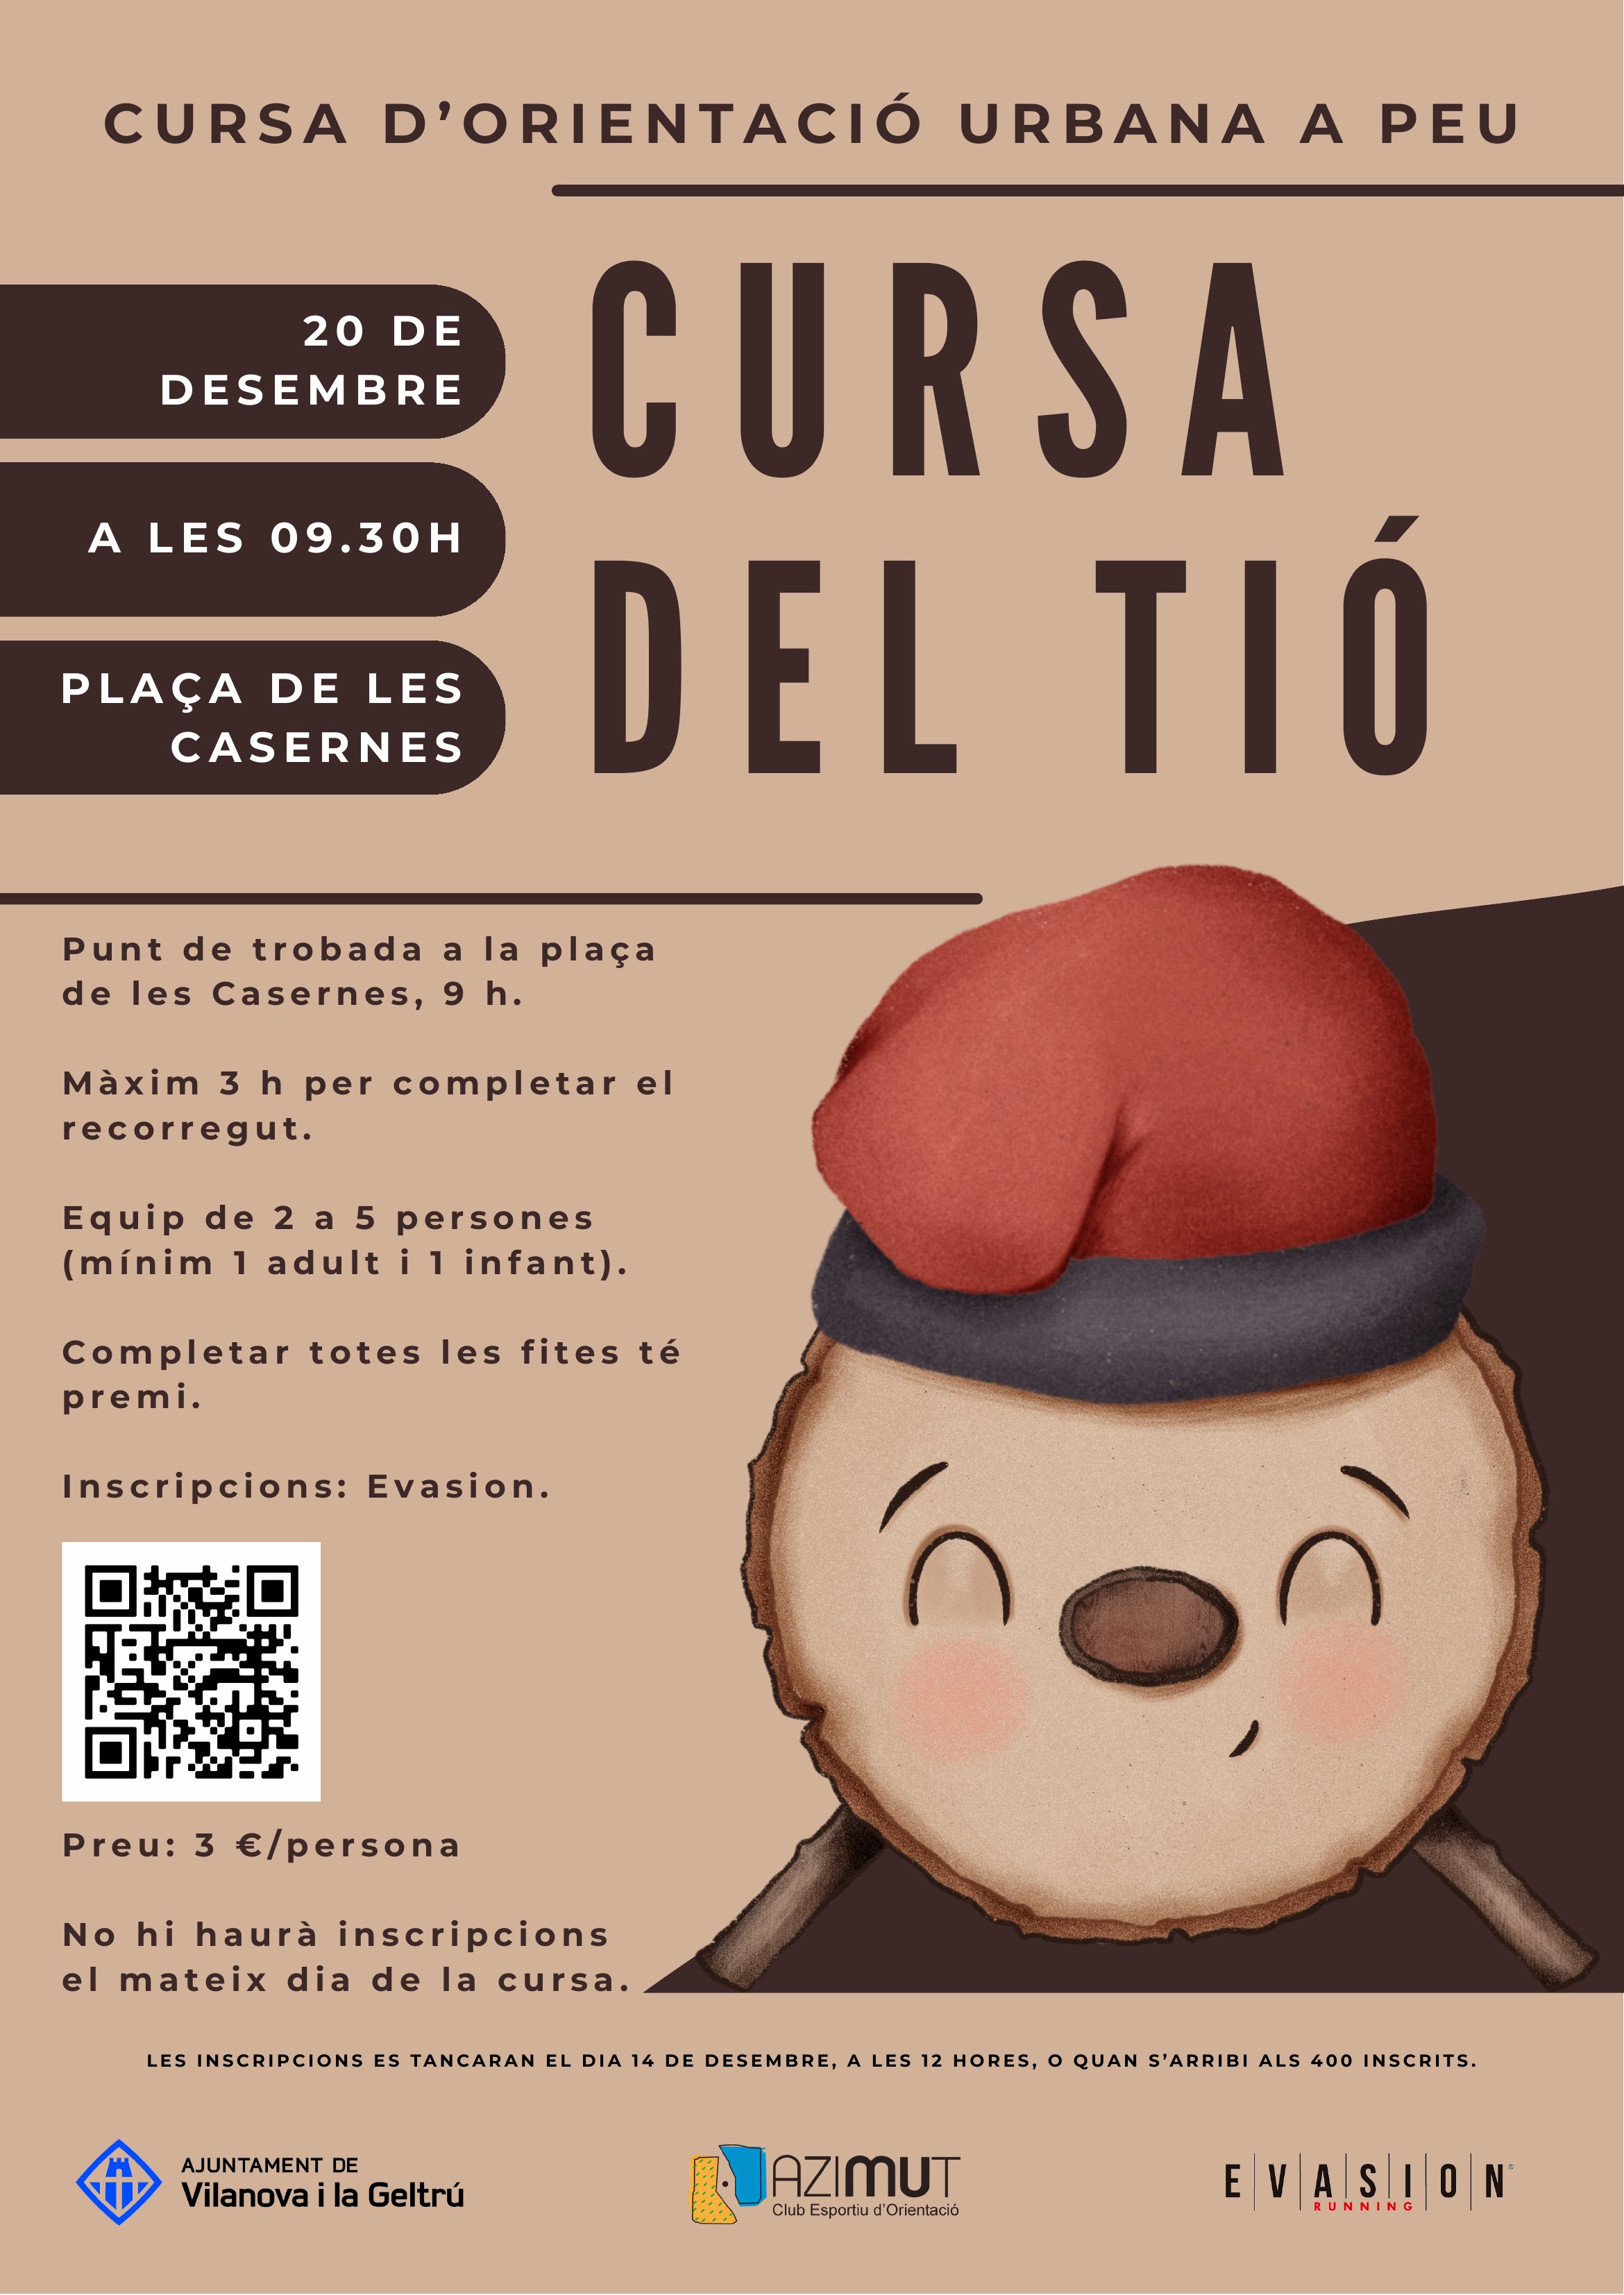 CURSA D’ORIENTACIÓ URBANA A PEU
20 DE
DESEMBRE
A LES 09.30H
PLAÇA DE LES
CASERNES
CURSA
DEL TIÓ
Punt de trobada a la plaça
de les Casernes, 9 h.
Màxim 3 h per completar el
recorregut.
Equip de 2 a 5 persones
(mínim 1 adult i 1 infant).
Completar totes les fites té
premi.
Inscripcions: Evasion.
Preu: 3 €/persona
No hi haurà inscripcions
el mateix dia de la cursa.
LES INSCRIPCIONS ES TANCARAN EL DIA 14 DE DESEMBRE, A LES 12 HORES, O QUAN S’ARRIBI ALS 400 INSCRITS.
AJUNTAMENT DE
Vilanova i la Geltrú
AZIMUT
Club Esportiu d'Orientació
EVASION
RUNNING